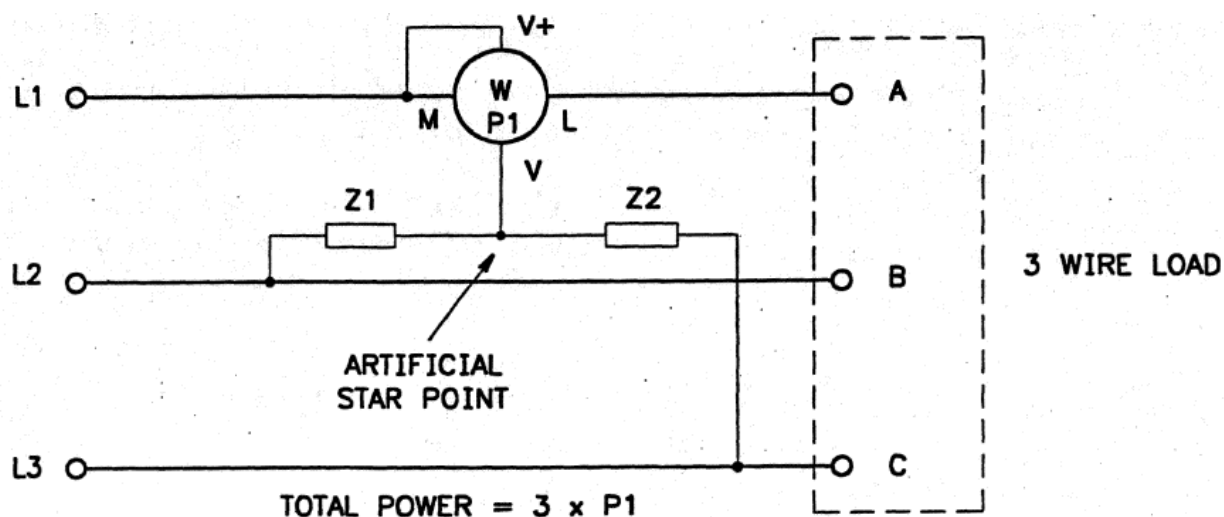 V+
L1
W
P1
M
L
A
V
Z1
Z2
L2
B
3 WIRE LOAD
ARTIFICIAL
STAR POINT
L3
C
TOTAL POWER = 3 x P1